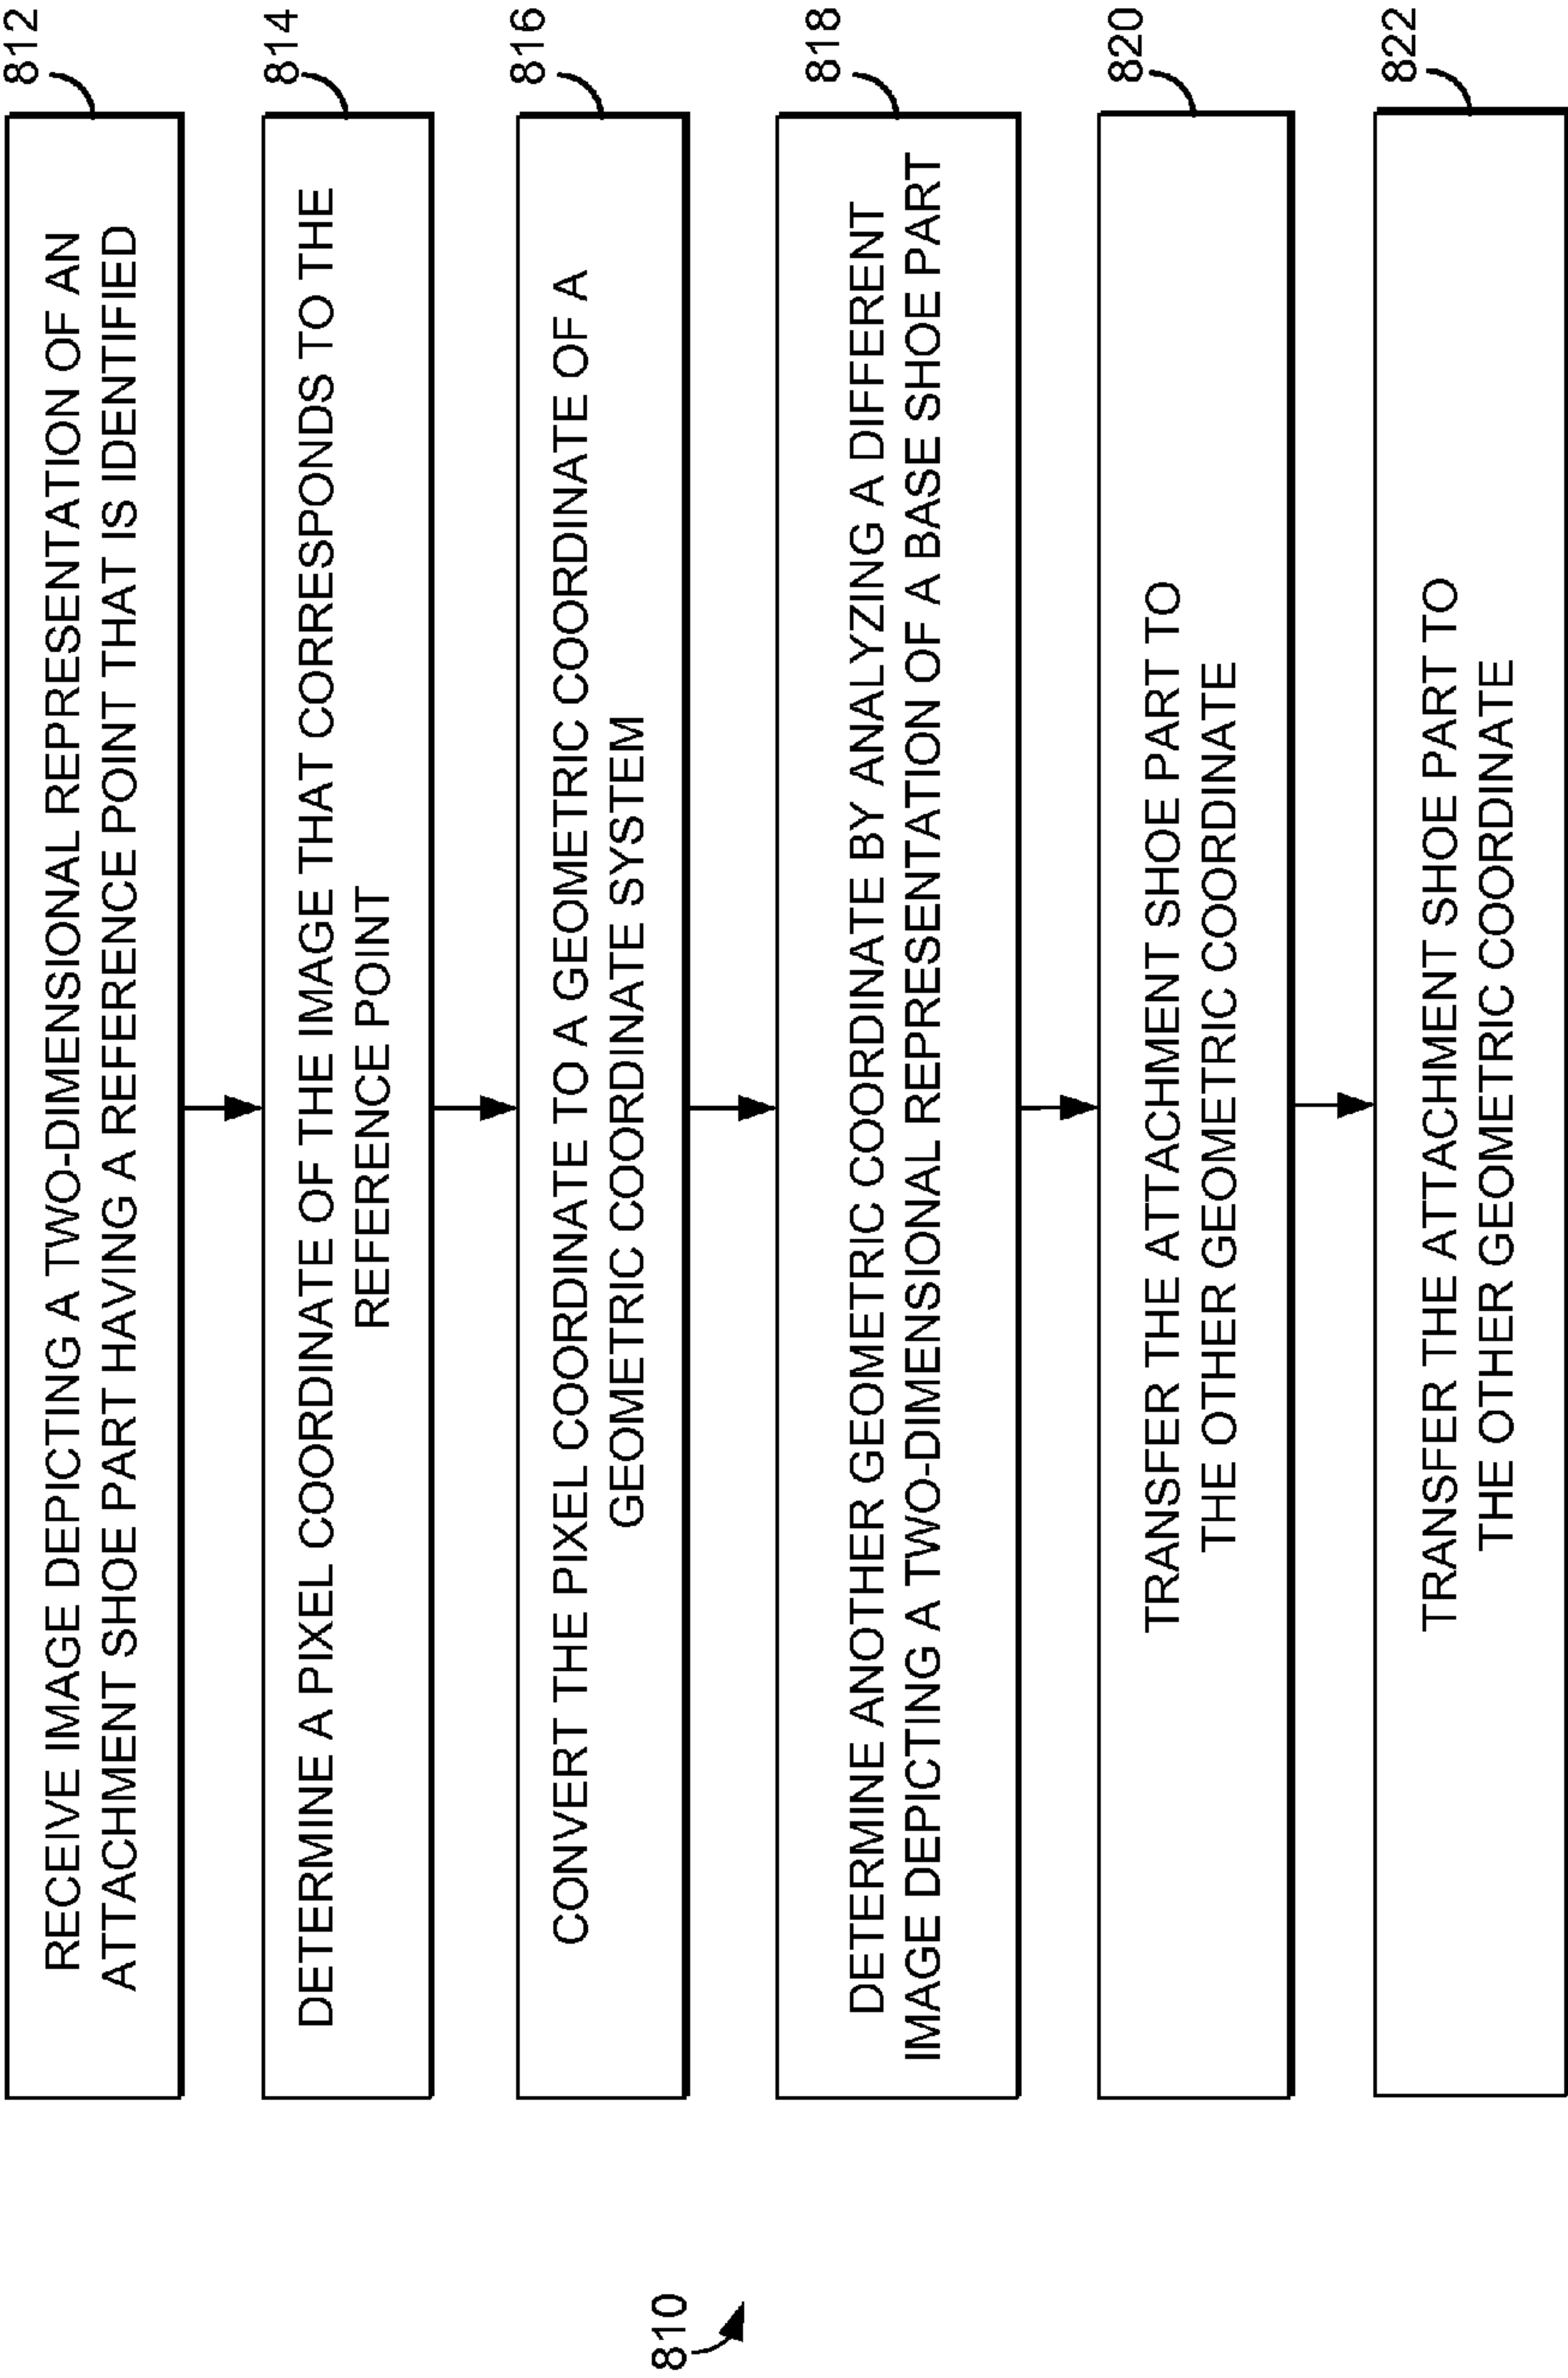 810
812
RECEIVE IMAGE DEPICTING A TWO-DIMENSIONAL REPRESENTATION OF AN
ATTACHMENT SHOE PART HAVING A REFERENCE POINT THAT IS IDENTIFIED
814
DETERMINE A PIXEL COORDINATE OF THE IMAGE THAT CORRESPONDS TO THE
REFERENCE POINT
816
CONVERT THE PIXEL COORDINATE TO A GEOMETRIC COORDINATE OF A
GEOMETRIC COORDINATE SYSTEM
818
DETERMINE ANOTHER GEOMETRIC COORDINATE BY ANALYZING A DIFFERENT
IMAGE DEPICTING A TWO-DIMENSIONAL REPRESENTATION OF A BASE SHOE PART
820
TRANSFER THE ATTACHMENT SHOE PART TO
THE OTHER GEOMETRIC COORDINATE
822
TRANSFER THE ATTACHMENT SHOE PART TO
THE OTHER GEOMETRIC COORDINATE